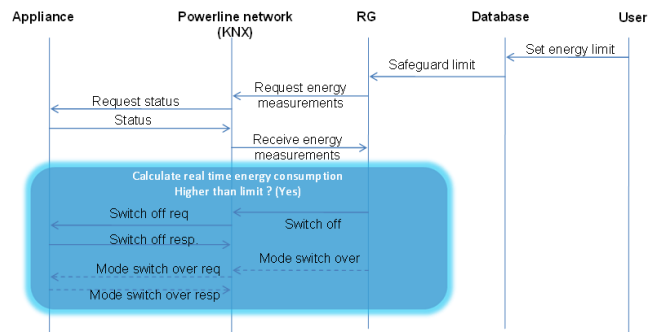 Appliance
Powerline network
(KNX)
RG
Database
User
Set energy limit
Safeguard limit
Request energy
measurements
Request status
Status
Receive energy
measurements
Calculate real time energy consumption
Higher than limit ? (Yes)
Switch off req
Switch off
Switch off resp.
Mode switch over
Mode switch over req
Mode switch over resp